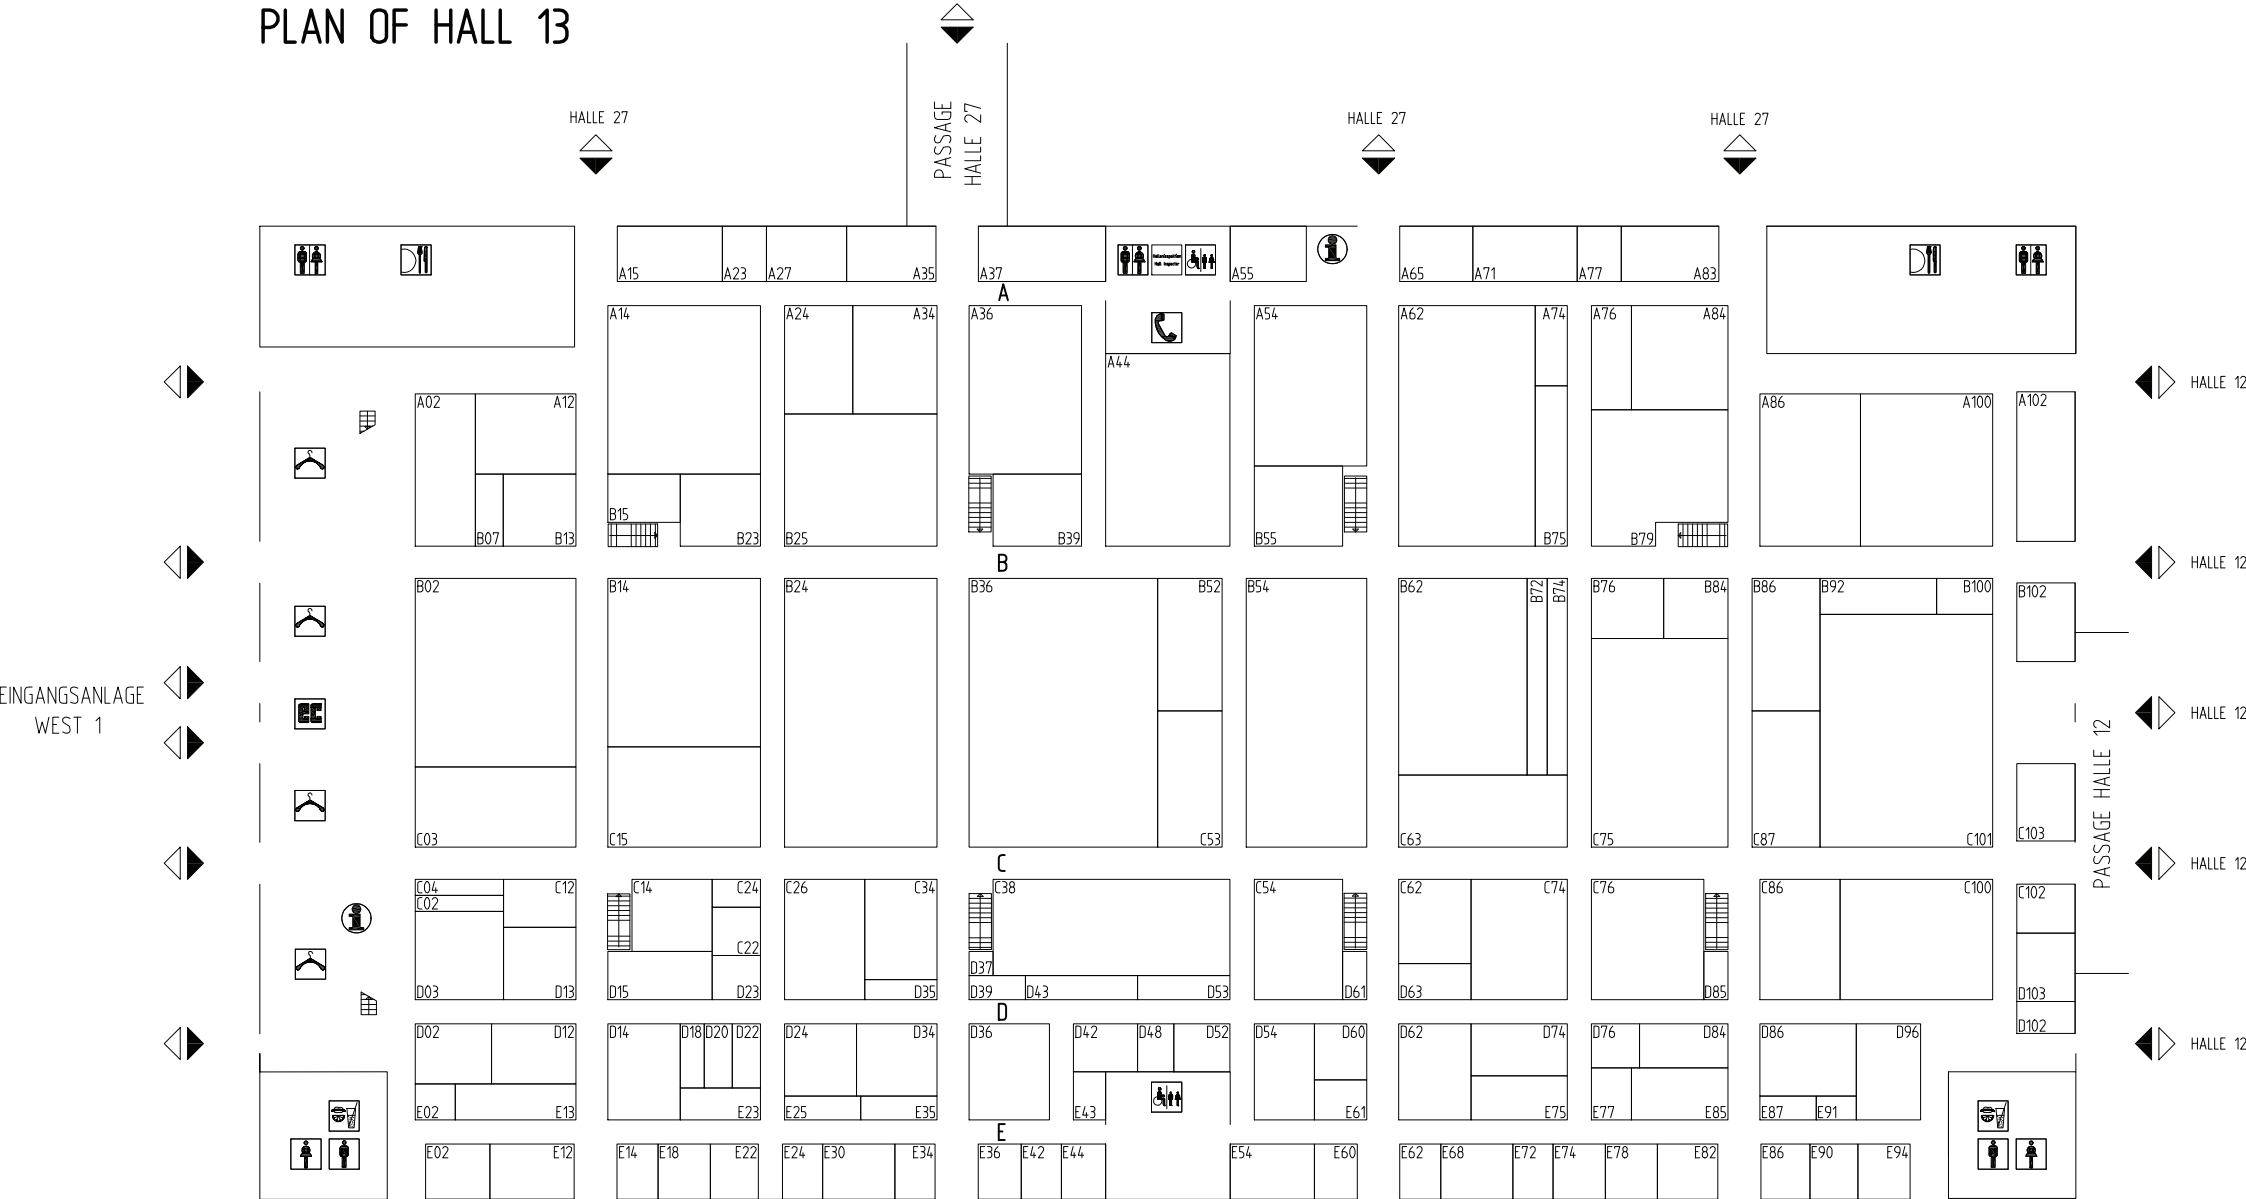 PLAN OF HALL 13
PASSAGE
HALLE 27
HALLE 27
HALLE 27
HALLE 27
A15 A23 A27 A35 A37 A55 A65 A71 A77 A83
A
A14 A24 A34 A36 A54 A62 A74 A76 A84
A44
A02 A12 A86 A100 A102
HALLE 12
B15
B07 B13 B23 B25 B39 B55 B75 B79
B
HALLE 12
B02 B14 B24 B36 B52 B54 B62 B72 B74 B76 B84 B86 B92 B100 B102
EINGANGSANLAGE
WEST 1
ec
HALLE 12
PASSAGE HALLE 12
C03 C15 C53 C63 C75 C87 C101 C103
C
HALLE 12
C04 C12 C14 C24 C26 C34 C38 C54 C62 C74 C76 C86 C100 C102
C02
C22
D37
D03 D13 D15 D23 D35 D39 D43 D53 D61 D63 D85 D103
D
D102
D02 D12 D14 D18 D20 D22 D24 D34 D36 D42 D48 D52 D54 D60 D62 D74 D76 D84 D86 D96
HALLE 12
E02 E13 E23 E25 E35 E43 E61 E75 E77 E85 E87 E91
E
E02 E12 E14 E18 E22 E24 E30 E34 E36 E42 E44 E54 E60 E62 E68 E72 E74 E78 E82 E86 E90 E94